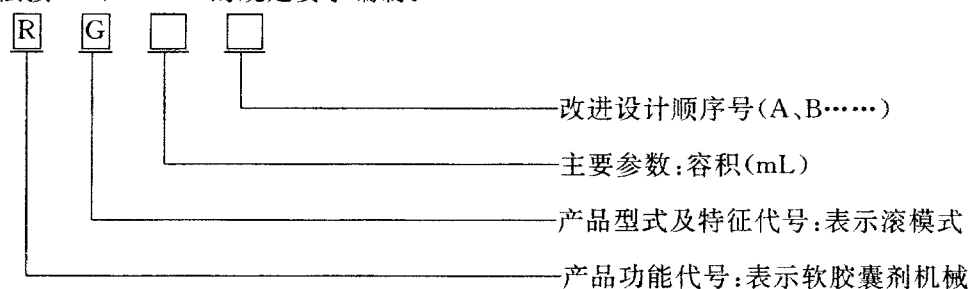 R G
改进设计顺序号(A、B……)
主要参数:容积(mL)
产品型式及特征代号:表示滚模式
产品功能代号:表示软胶囊剂机械